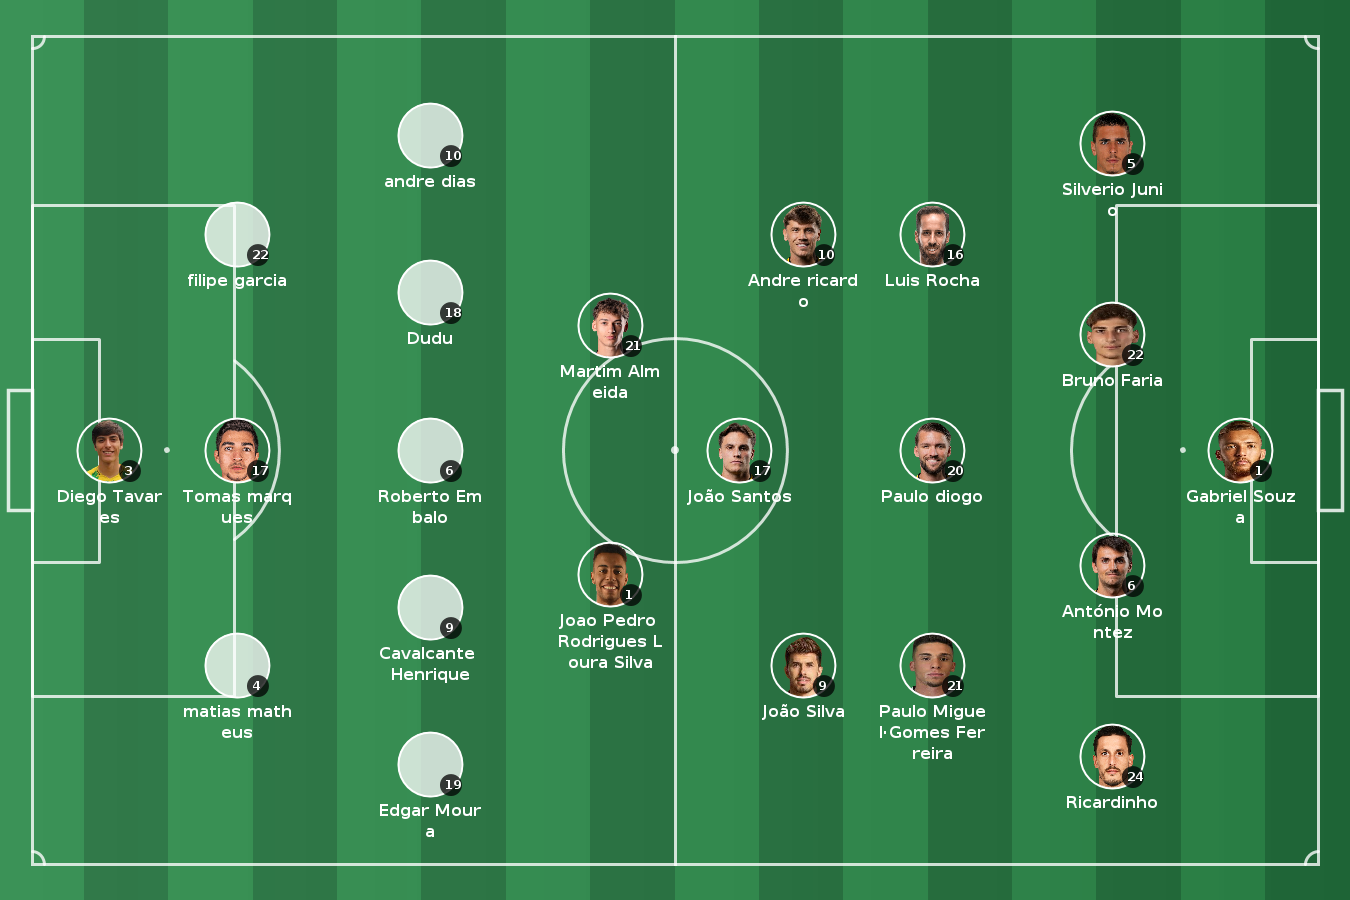 10
andre dias
22
filipe garcia
18
Dudu
3
Diego Tavar
es
17
Tomas marq
ues
6
Roberto Em
balo
9
Cavalcante
Henrique
4
matias math
eus
19
Edgar Mour
a
21
Martim Alm
eida
1
Joao Pedro
Rodrigues L
oura Silva
10
Andre ricard
o
17
João Santos
9
João Silva
16
Luis Rocha
20
Paulo diogo
21
Paulo Migue
l·Gomes Fer
reira
5
Silverio Juni
o
22
Bruno Faria
6
António Mo
ntez
24
Ricardinho
1
Gabriel Souz
a